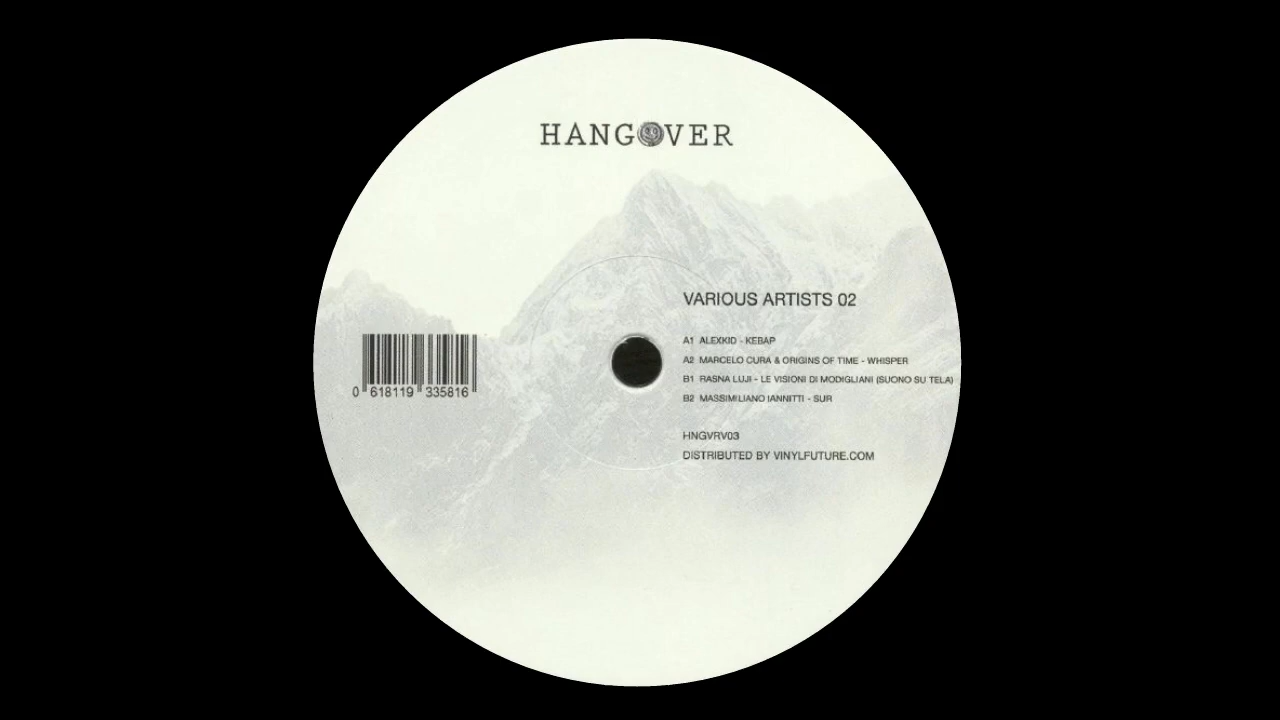 HANGOVER
VARIOUS ARTISTS 02
A1 ALEXKID - KEBAP
A2 MARCELO CURA & ORIGINS OF TIME - WHISPER
B1 RASNA LUJI - LE VISIONI DI MODIGLIANI (SUONO SU TELA)
B2 MASSIMILIANO IANNITTI - SUR
0 618119 335816
HNGVRV03
DISTRIBUTED BY VINYLFUTURE.COM